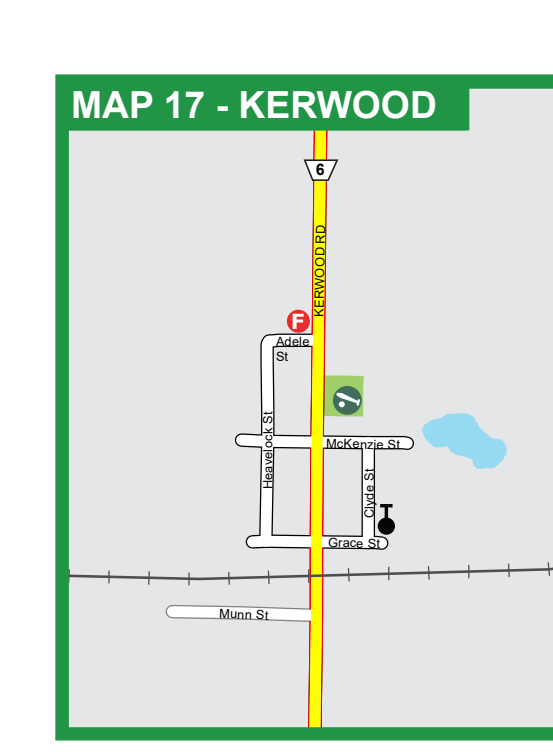 MAP 17 - KERWOOD
6
KERWOOD RD
F
Adele
St
Heavelock St
McKenzie St
Clyde St
Grace St
Munn St